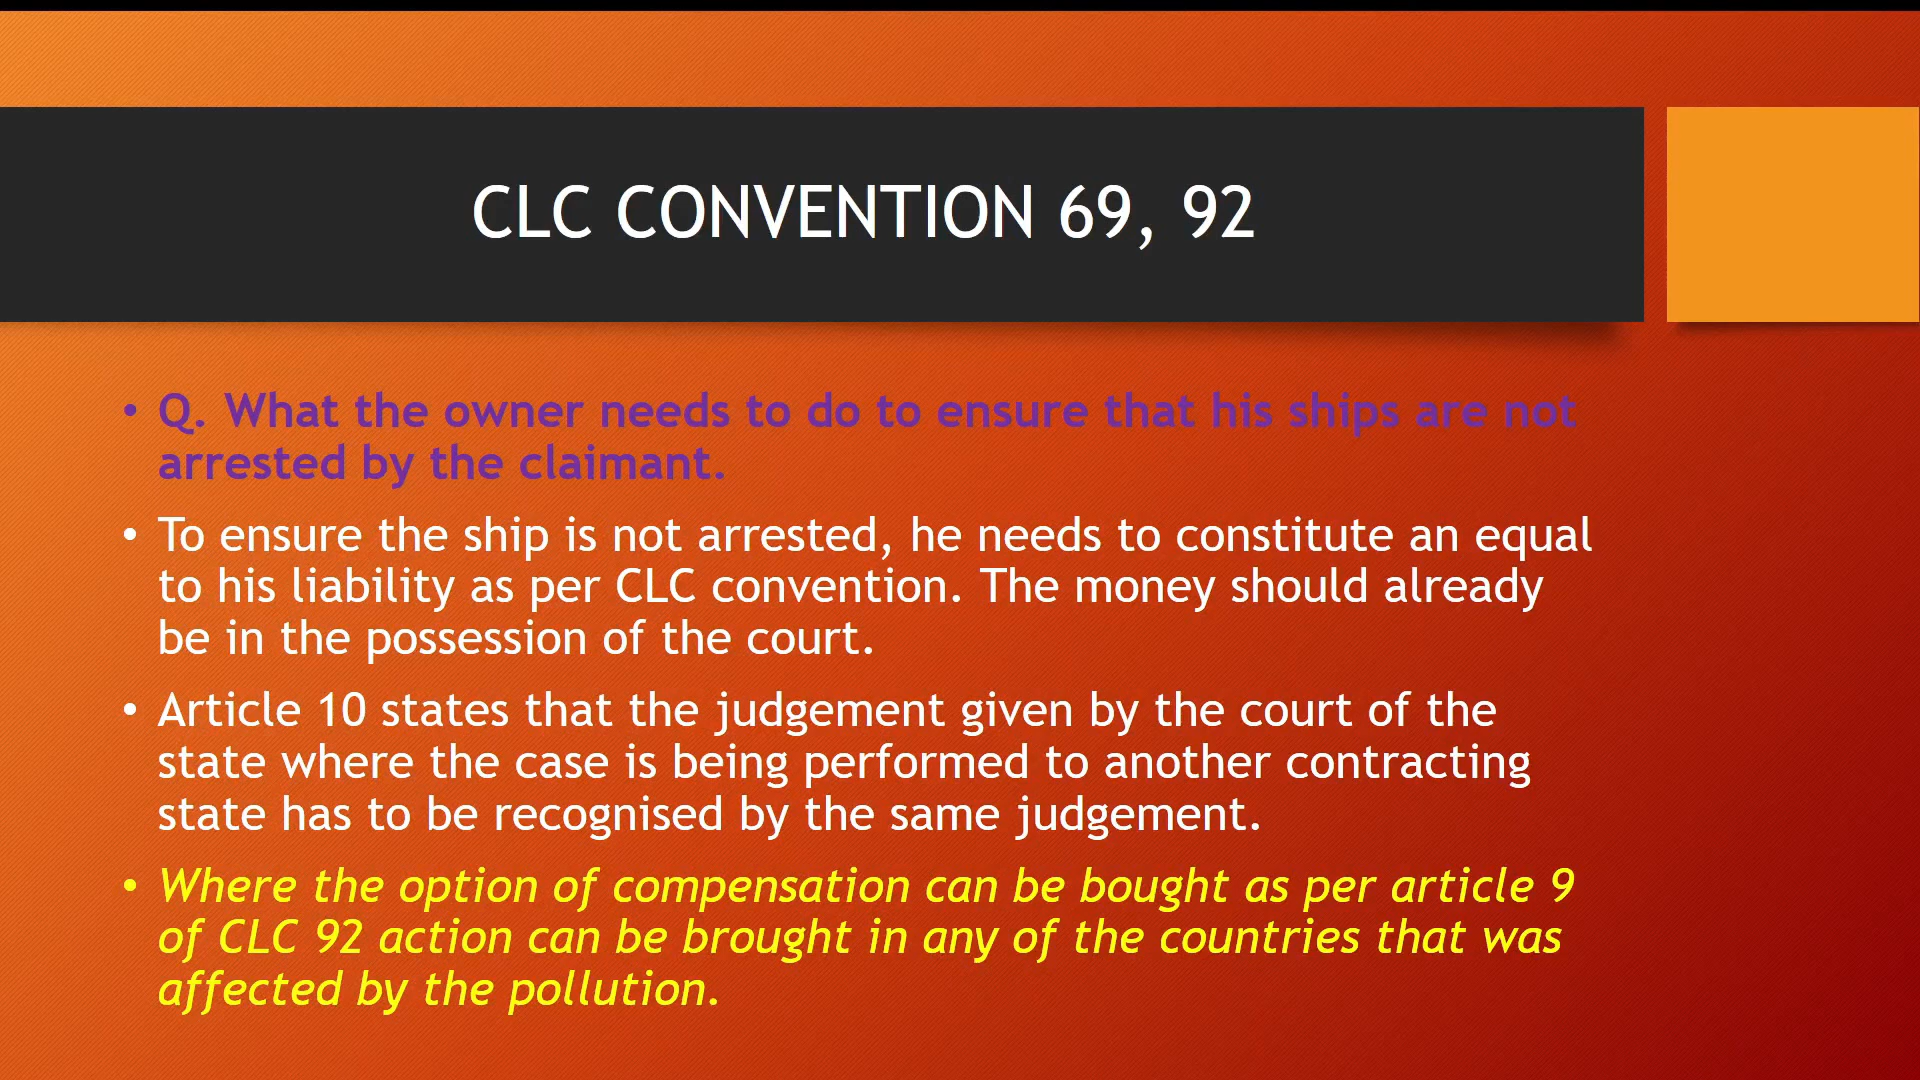 CLC CONVENTION 69, 92
• Q. What the owner needs to do to ensure that his ships are not
arrested by the claimant.
• To ensure the ship is not arrested, he needs to constitute an equal
to his liability as per CLC convention. The money should already
be in the possession of the court.
• Article 10 states that the judgement given by the court of the
state where the case is being performed to another contracting
state has to be recognised by the same judgement.
• Where the option of compensation can be bought as per article 9
of CLC 92 action can be brought in any of the countries that was
affected by the pollution.